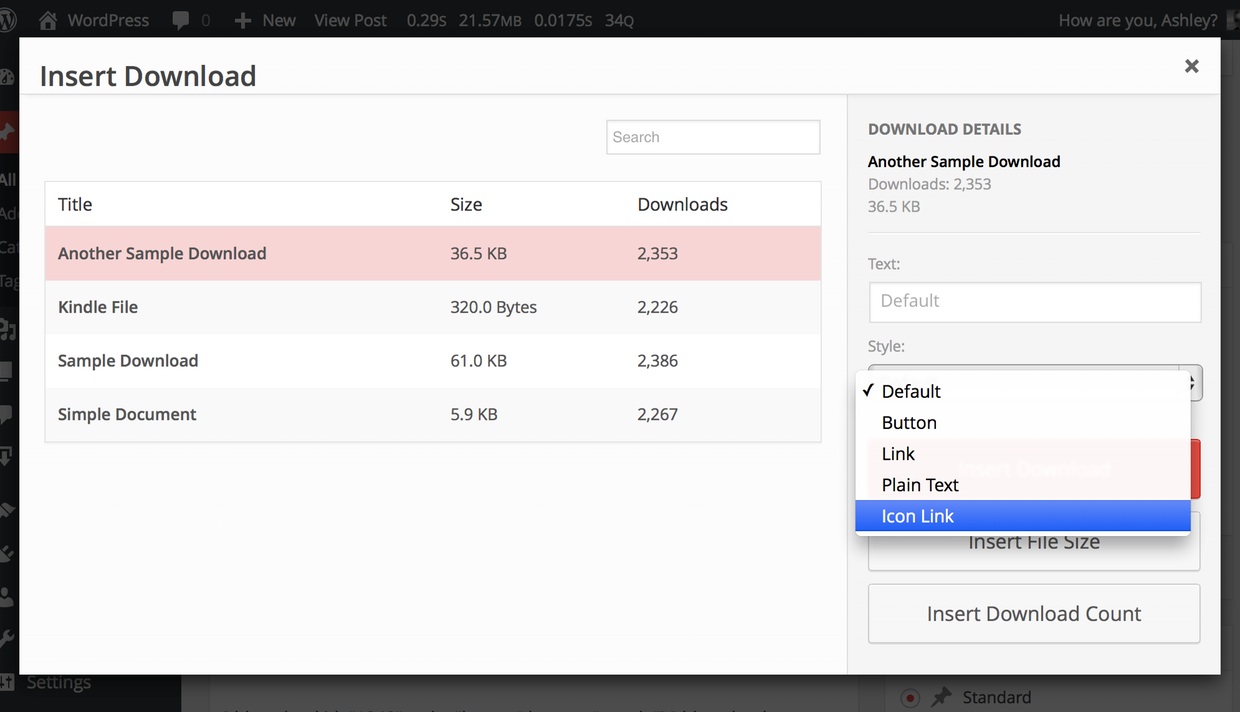 WordPress 0 New View Post 0.29S 21.57MB 0.0175S 34Q How are you, Ashley?
Insert Download
Search
Title Size Downloads
Another Sample Download 36.5 KB 2,353
Kindle File 320.0 Bytes 2,226
Sample Download 61.0 KB 2,386
Simple Document 5.9 KB 2,267
DOWNLOAD DETAILS
Another Sample Download
Downloads: 2,353
36.5 KB
Text:
Default
Style:
Default
Button
Link
Plain Text
Icon Link
Insert Download
Insert File Size
Insert Download Count
All
Settings
Standard